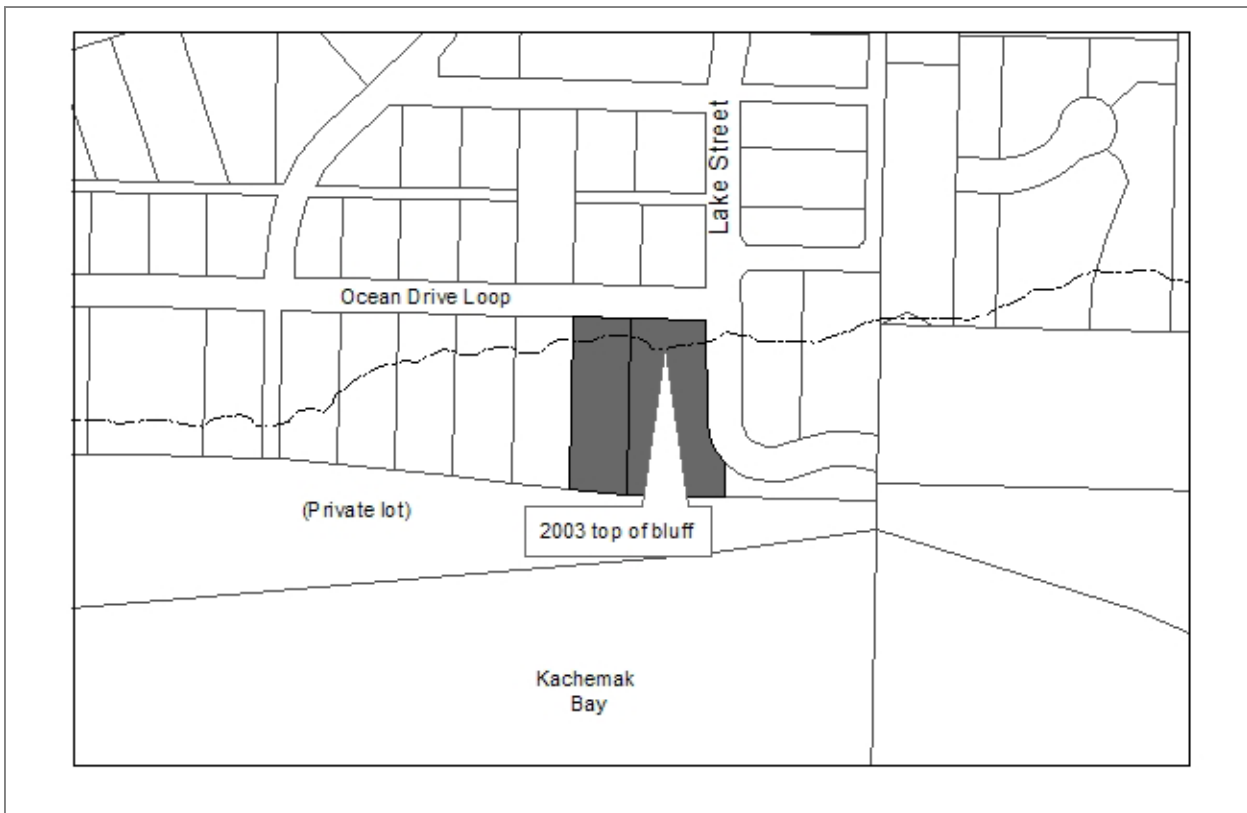 Lake Street
Ocean Drive Loop
(Private lot)
2003 top of bluff
Kachemak
Bay